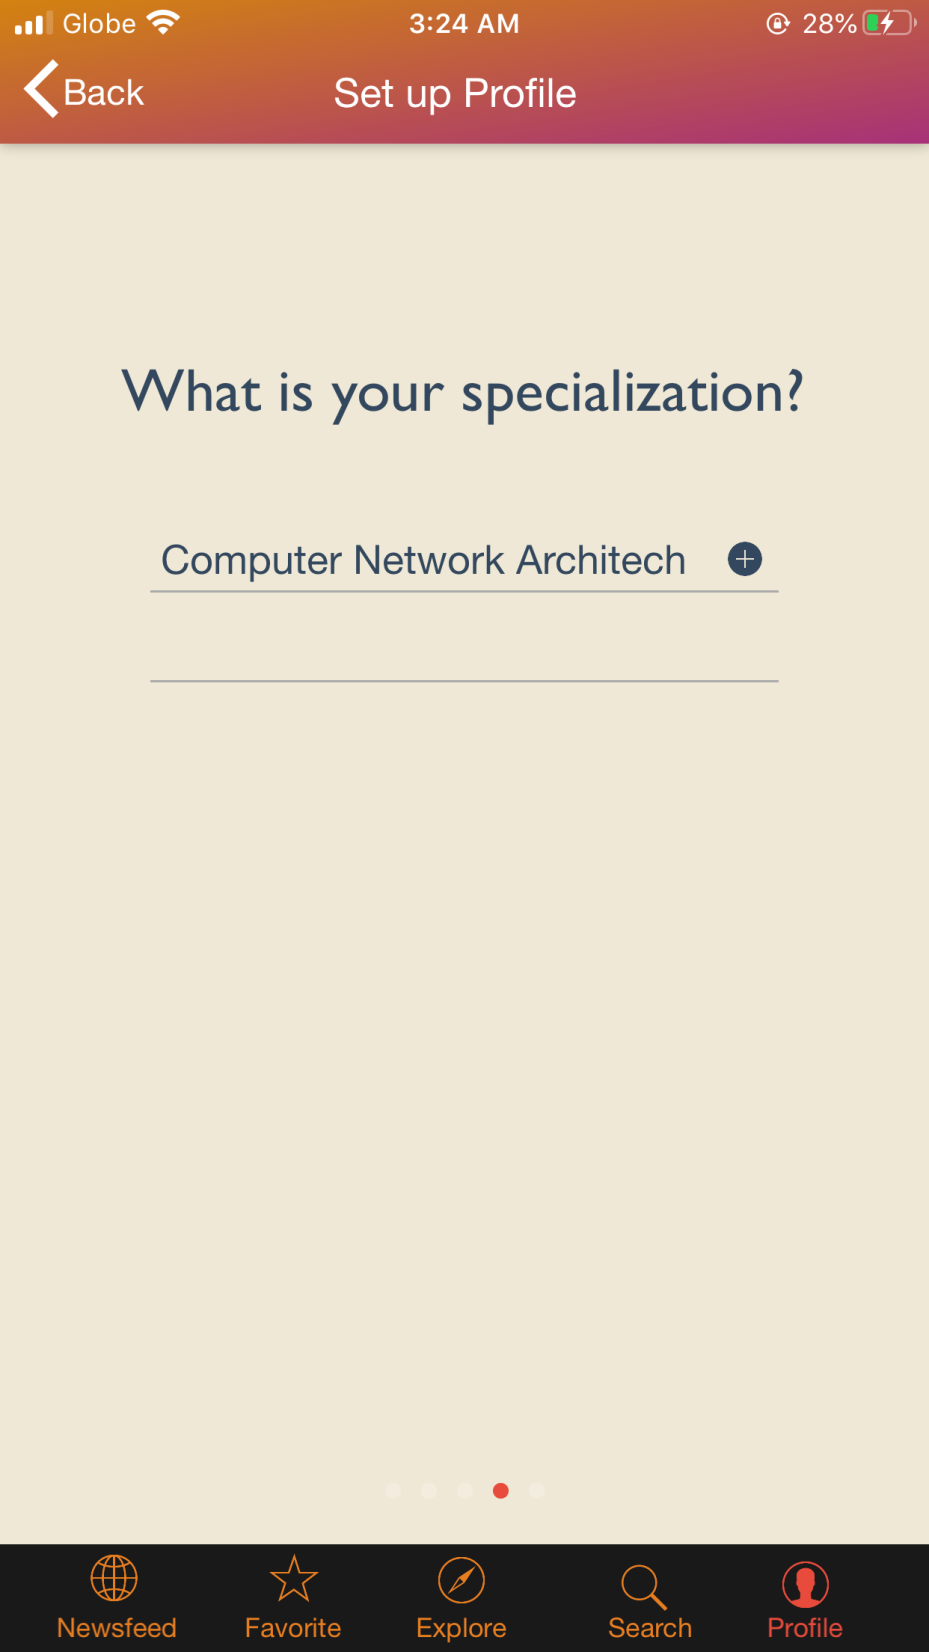 Globe 3:24 AM 28%
Back Set up Profile
What is your specialization?
Computer Network Architech
Newsfeed Favorite Explore Search Profile